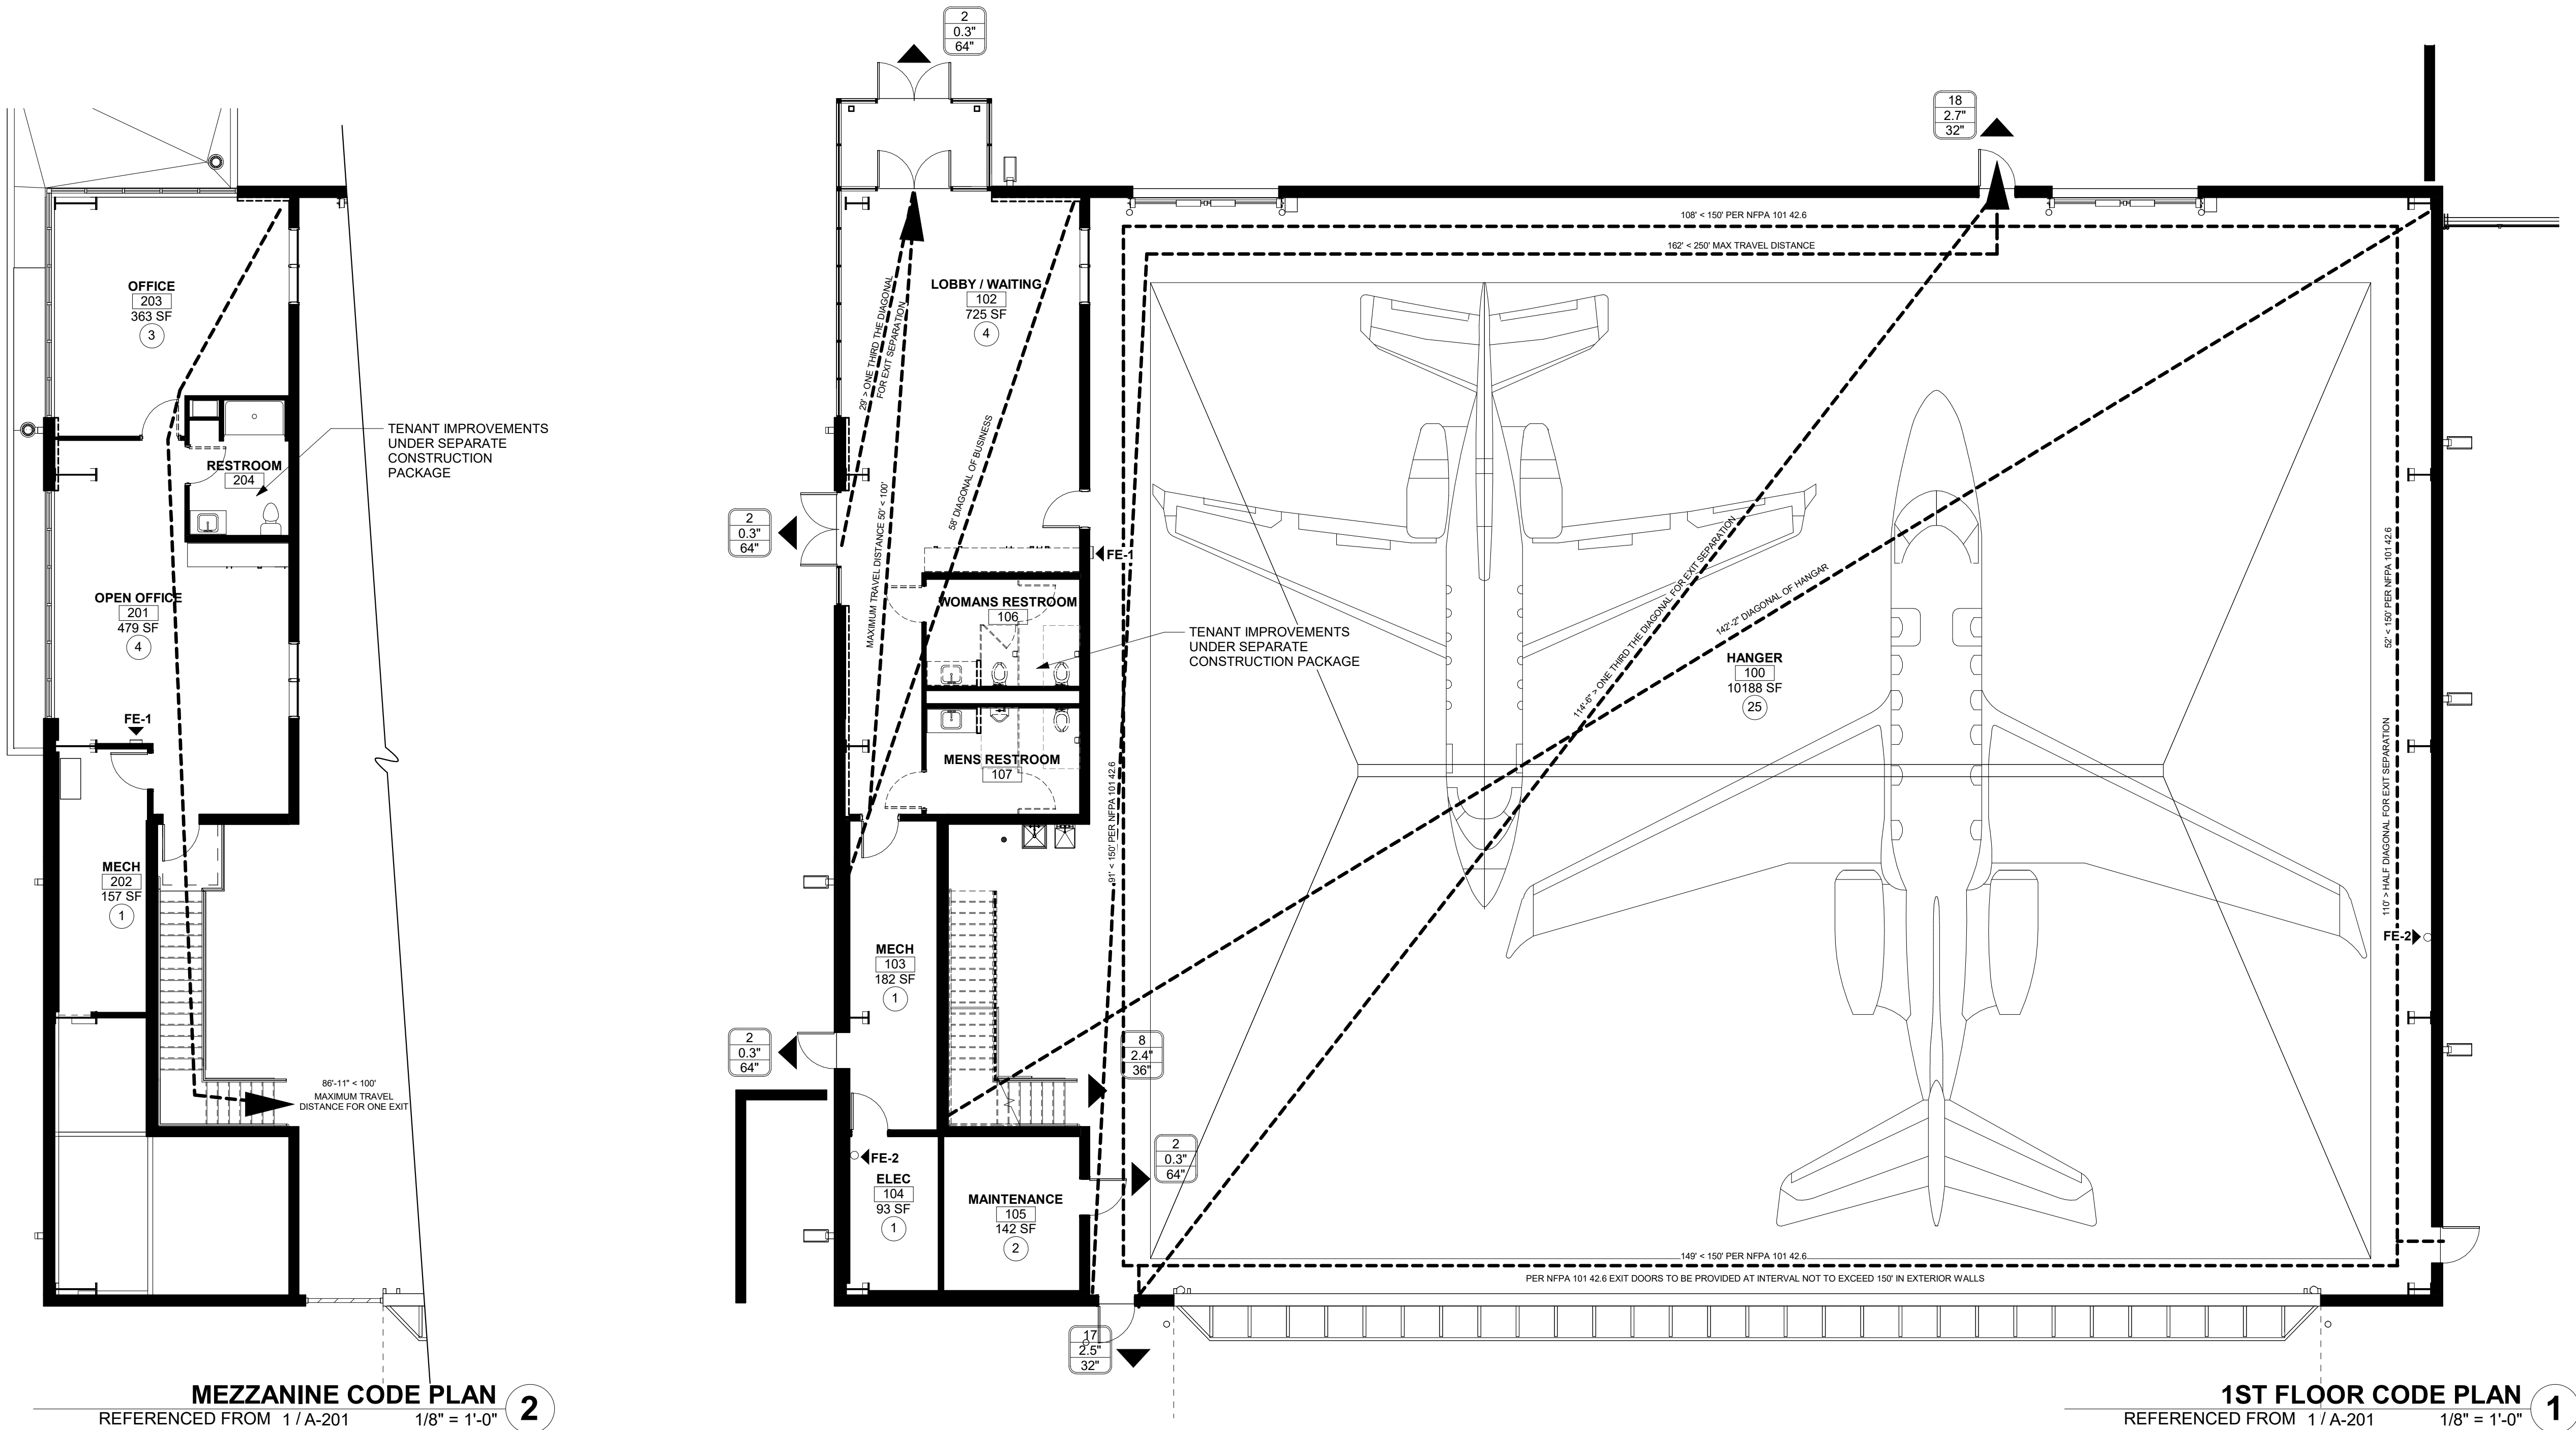 OFFICE
203
363 SF
3
TENANT IMPROVEMENTS
UNDER SEPARATE
CONSTRUCTION
PACKAGE
RESTROOM
204
OPEN OFFICE
201
479 SF
4
FE-1
MECH
202
157 SF
1
86'-11" < 100'
MAXIMUM TRAVEL
DISTANCE FOR ONE EXIT
MEZZANINE CODE PLAN
2
REFERENCED FROM 1 / A-201 1/8" = 1'-0"
2
0.3"
64"
18
2.7"
32"
108' < 150' PER NFPA 101 42.6
162' < 250' MAX TRAVEL DISTANCE
29' > ONE THIRD THE DIAGONAL
FOR EXIT SEPARATION
LOBBY / WAITING
102
725 SF
4
MAXIMUM TRAVEL DISTANCE 50' < 100'
58' DIAGONAL OF BUSINESS
2
0.3"
64"
FE-1
WOMANS RESTROOM
106
TENANT IMPROVEMENTS
UNDER SEPARATE
CONSTRUCTION PACKAGE
MENS RESTROOM
107
91' < 150' PER NFPA 101 42.6
114'-6" > ONE THIRD THE DIAGONAL FOR EXIT SEPARATION
142'-2" DIAGONAL OF HANGAR
HANGER
100
10188 SF
25
52' < 150' PER NFPA 101 42.6
110' > HALF DIAGONAL FOR EXIT SEPARATION
FE-2
MECH
103
182 SF
1
2
0.3"
64"
8
2.4"
36"
2
0.3"
64"
FE-2
ELEC
104
93 SF
1
MAINTENANCE
105
142 SF
2
149' < 150' PER NFPA 101 42.6
PER NFPA 101 42.6 EXIT DOORS TO BE PROVIDED AT INTERVAL NOT TO EXCEED 150' IN EXTERIOR WALLS
17
2.5"
32"
1ST FLOOR CODE PLAN
1
REFERENCED FROM 1 / A-201 1/8" = 1'-0"